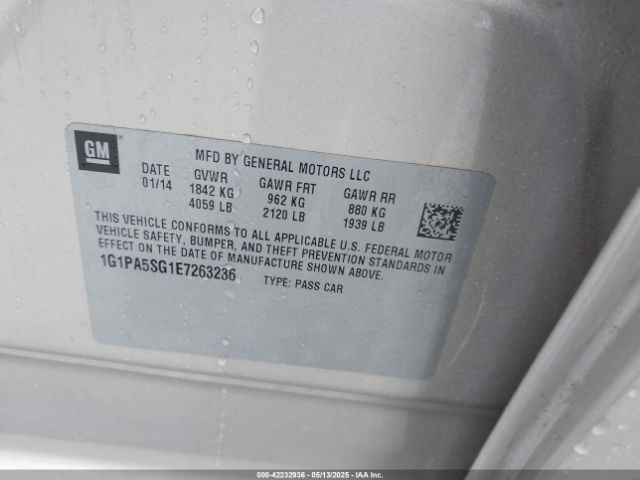 GM
MFD BY GENERAL MOTORS LLC
DATE GVWR GAWR FRT GAWR RR
01/14 1842 KG 962 KG 880 KG
4059 LB 2120 LB 1939 LB
THIS VEHICLE CONFORMS TO ALL APPLICABLE U.S. FEDERAL MOTOR
VEHICLE SAFETY, BUMPER, AND THEFT PREVENTION STANDARDS IN
EFFECT ON THE DATE OF MANUFACTURE SHOWN ABOVE.
1G1PA5SG1E7263236 TYPE: PASS CAR
000-42232936 - 05/13/2025 - IAA, Inc.